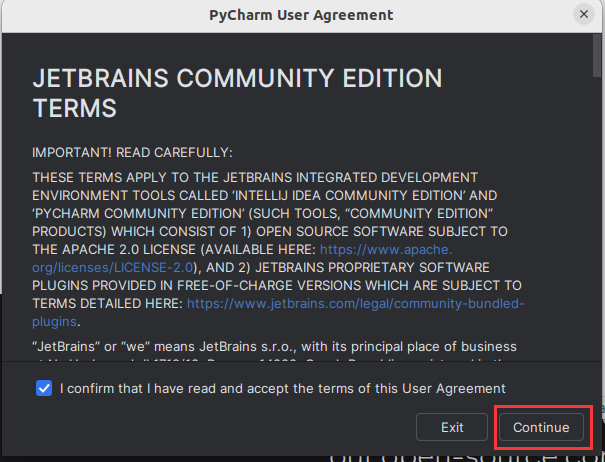 PyCharm User Agreement
JETBRAINS COMMUNITY EDITION
TERMS
IMPORTANT! READ CAREFULLY:
THESE TERMS APPLY TO THE JETBRAINS INTEGRATED DEVELOPMENT
ENVIRONMENT TOOLS CALLED ‘INTELLIJ IDEA COMMUNITY EDITION’ AND
‘PYCHARM COMMUNITY EDITION’ (SUCH TOOLS, “COMMUNITY EDITION”
PRODUCTS) WHICH CONSIST OF 1) OPEN SOURCE SOFTWARE SUBJECT TO
THE APACHE 2.0 LICENSE (AVAILABLE HERE: https://www.apache.
org/licenses/LICENSE-2.0), AND 2) JETBRAINS PROPRIETARY SOFTWARE
PLUGINS PROVIDED IN FREE-OF-CHARGE VERSIONS WHICH ARE SUBJECT TO
TERMS DETAILED HERE: https://www.jetbrains.com/legal/community-bundled-
plugins.
“JetBrains” or “we” means JetBrains s.r.o., with its principal place of business
I confirm that I have read and accept the terms of this User Agreement
Exit
Continue
our open-source